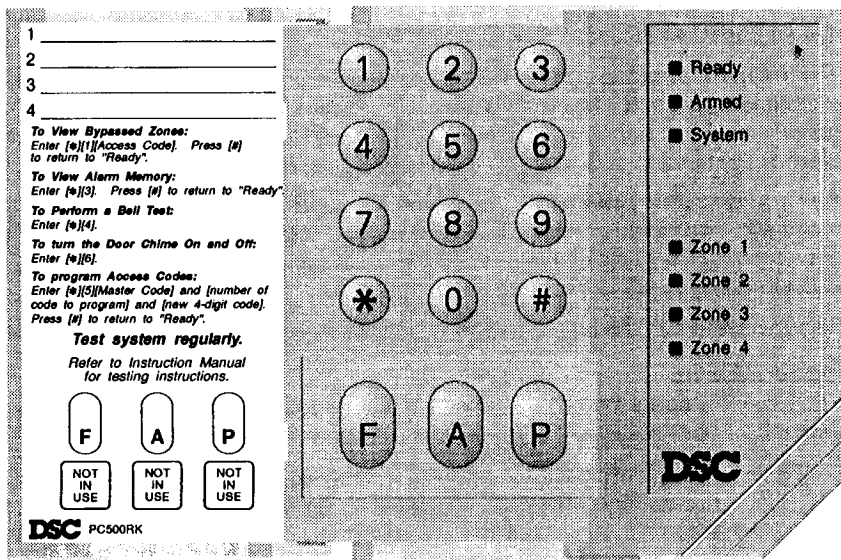 1
2
3
4
To View Bypassed Zones:
Enter [*][1][Access Code]. Press [#]
to return to "Ready".
To View Alarm Memory:
Enter [*][3]. Press [#] to return to "Ready".
To Perform a Bell Test:
Enter [*][4].
To turn the Door Chime On and Off:
Enter [*][6].
To program Access Codes:
Enter [*][5][Master Code] and [number of
code to program] and [new 4-digit code].
Press [#] to return to "Ready".
Test system regularly.
Refer to Instruction Manual
for testing instructions.
F A P
NOT IN USE NOT IN USE NOT IN USE
DSC PC500RK
1 2 3
4 5 6
7 8 9
* 0 #
F A P
Ready
Armed
System
Zone 1
Zone 2
Zone 3
Zone 4
DSC